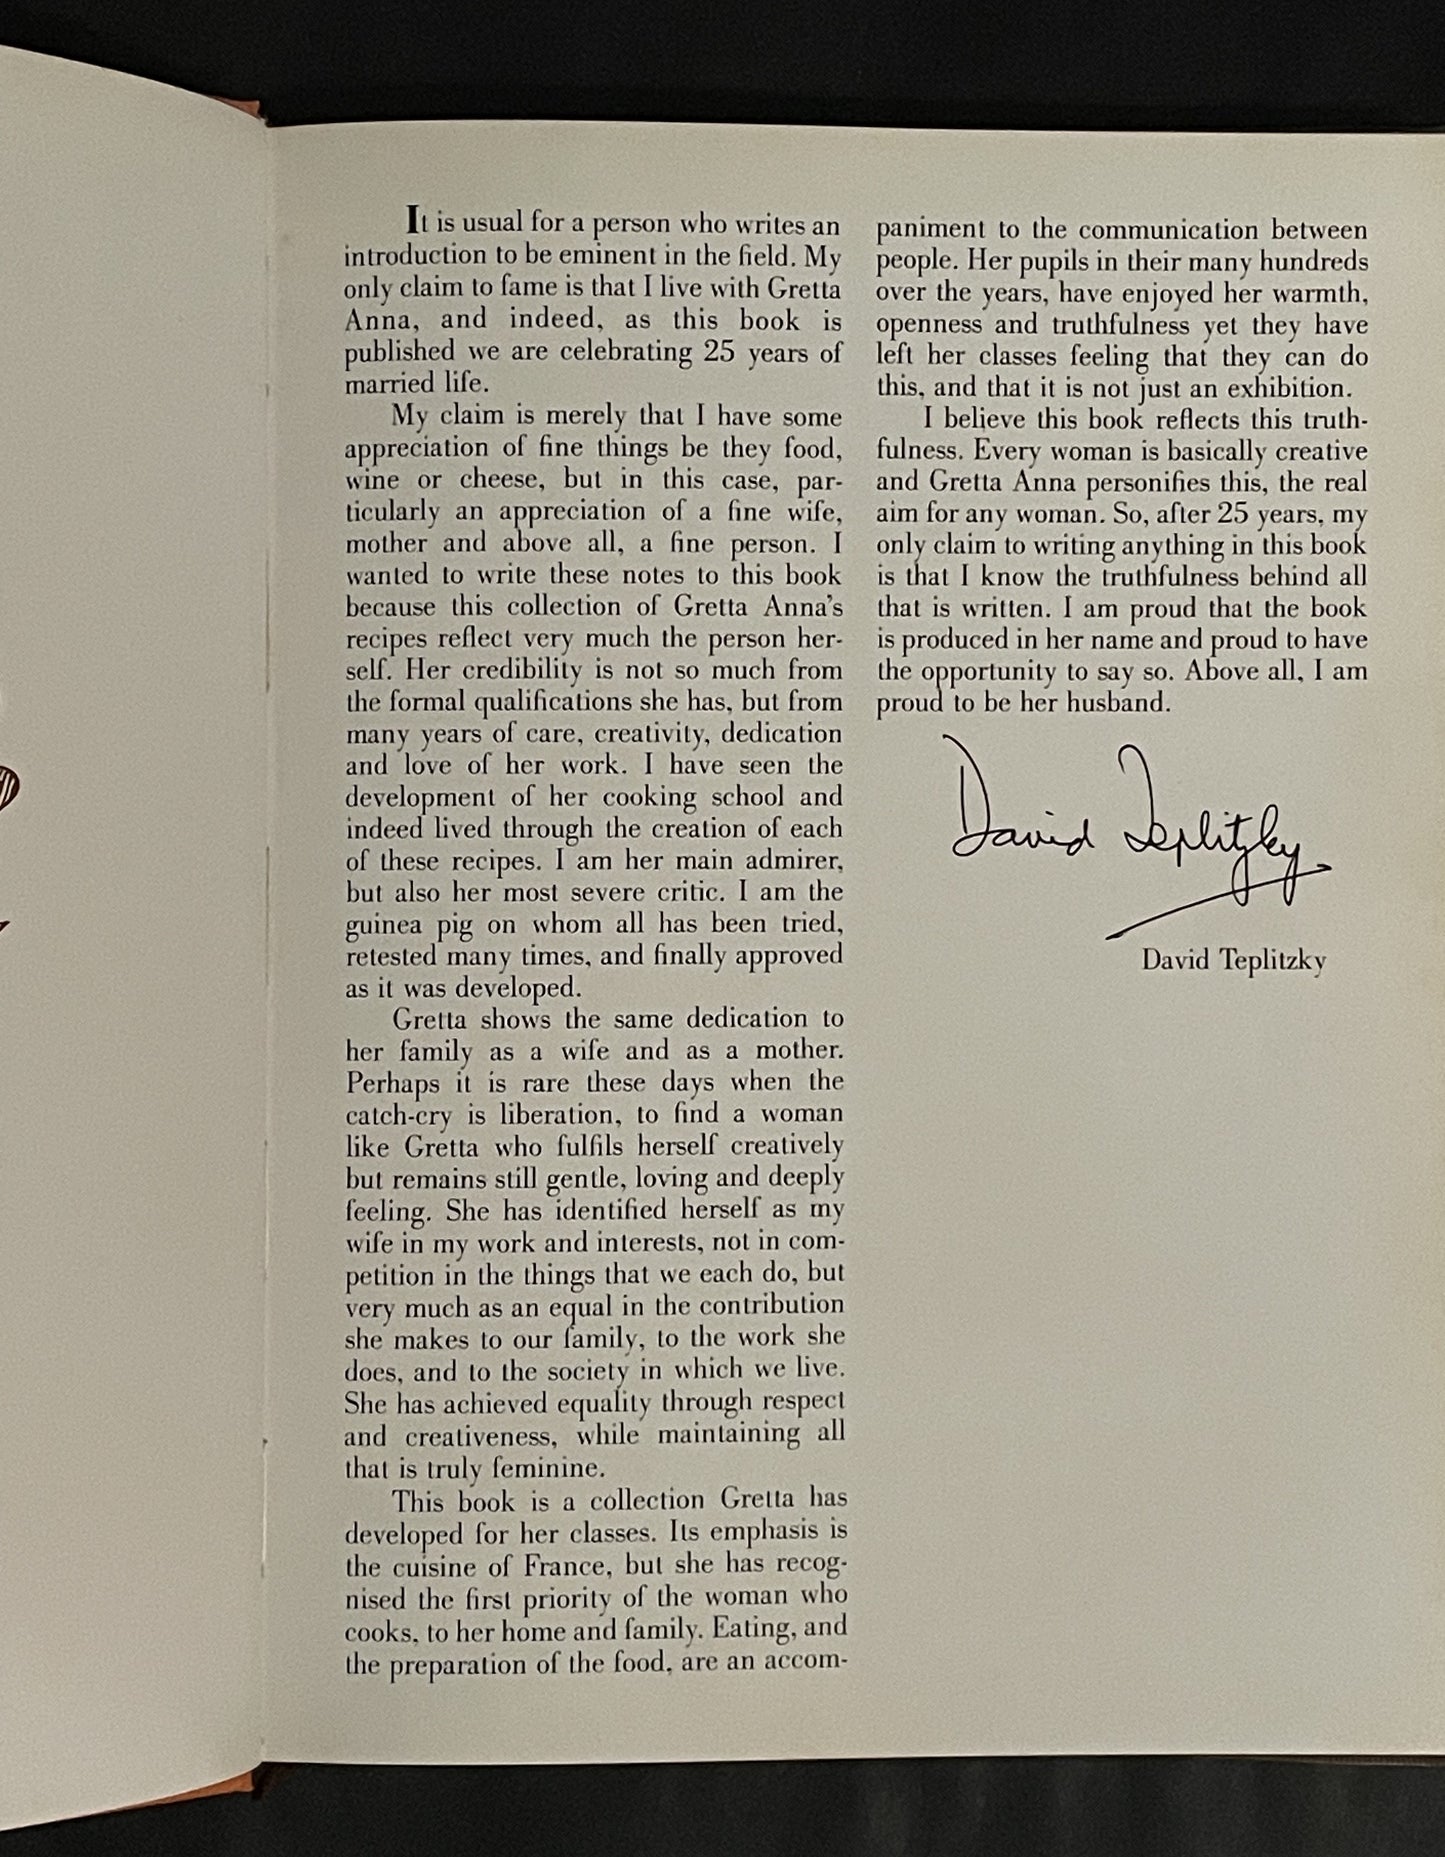 It is usual for a person who writes an
introduction to be eminent in the field. My
only claim to fame is that I live with Gretta
Anna, and indeed, as this book is
published we are celebrating 25 years of
married life.
My claim is merely that I have some
appreciation of fine things be they food,
wine or cheese, but in this case, par-
ticularly an appreciation of a fine wife,
mother and above all, a fine person. I
wanted to write these notes to this book
because this collection of Gretta Anna's
recipes reflect very much the person her-
self. Her credibility is not so much from
the formal qualifications she has, but from
many years of care, creativity, dedication
and love of her work. I have seen the
development of her cooking school and
indeed lived through the creation of each
of these recipes. I am her main admirer,
but also her most severe critic. I am the
guinea pig on whom all has been tried,
retested many times, and finally approved
as it was developed.
Gretta shows the same dedication to
her family as a wife and as a mother.
Perhaps it is rare these days when the
catch-cry is liberation, to find a woman
like Gretta who fulfils herself creatively
but remains still gentle, loving and deeply
feeling. She has identified herself as my
wife in my work and interests, not in com-
petition in the things that we each do, but
very much as an equal in the contribution
she makes to our family, to the work she
does, and to the society in which we live.
She has achieved equality through respect
and creativeness, while maintaining all
that is truly feminine.
This book is a collection Gretta has
developed for her classes. Its emphasis is
the cuisine of France, but she has recog-
nised the first priority of the woman who
cooks, to her home and family. Eating, and
the preparation of the food, are an accom-
paniment to the communication between
people. Her pupils in their many hundreds
over the years, have enjoyed her warmth,
openness and truthfulness yet they have
left her classes feeling that they can do
this, and that it is not just an exhibition.
I believe this book reflects this truth-
fulness. Every woman is basically creative
and Gretta Anna personifies this, the real
aim for any woman. So, after 25 years, my
only claim to writing anything in this book
is that I know the truthfulness behind all
that is written. I am proud that the book
is produced in her name and proud to have
the opportunity to say so. Above all, I am
proud to be her husband.
David Teplitzky
David Teplitzky